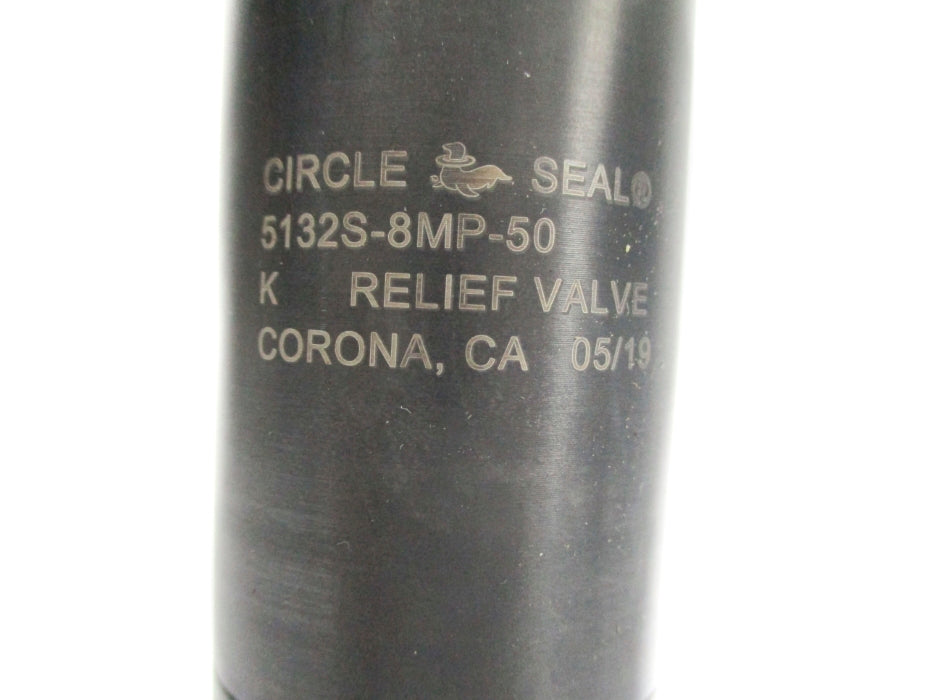 CIRCLE SEAL®
5132S-8MP-50
K RELIEF VALVE
CORONA, CA 05/19